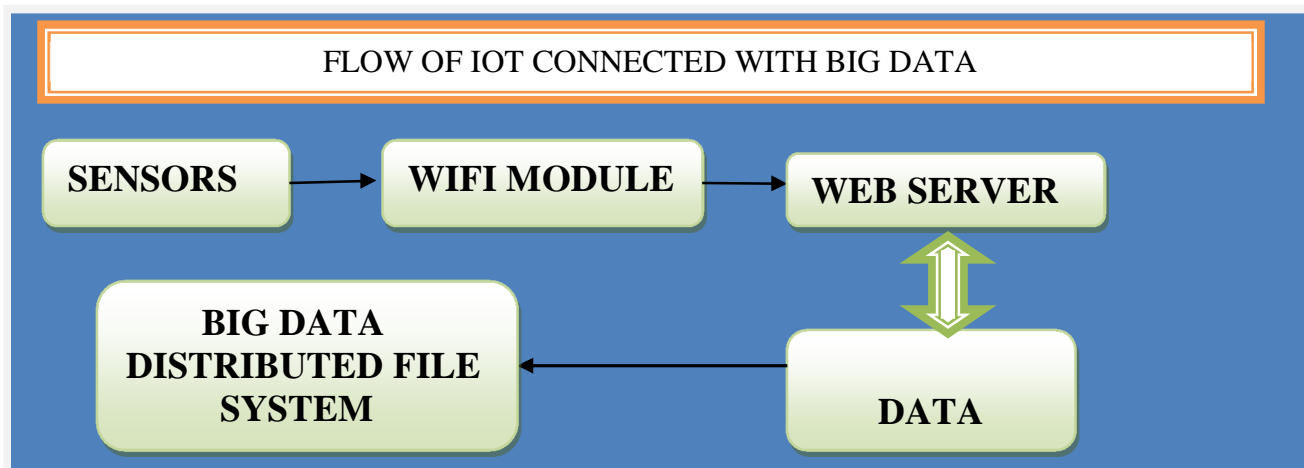 FLOW OF IOT CONNECTED WITH BIG DATA
SENSORS
WIFI MODULE
WEB SERVER
BIG DATA
DISTRIBUTED FILE
SYSTEM
DATA